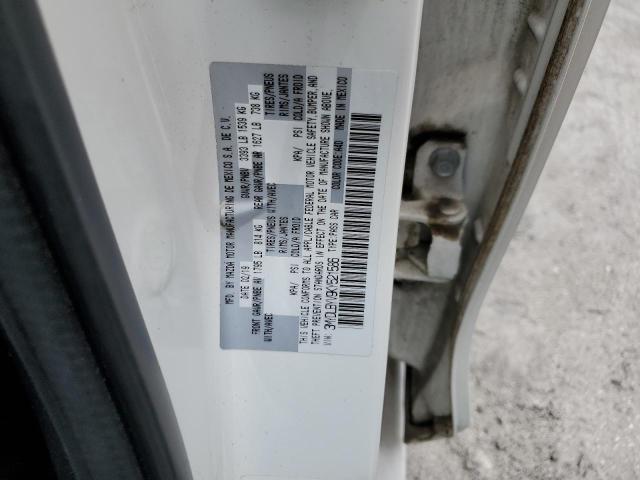 MFD. BY MAZDA MOTOR MANUFACTURING DE MEXICO S.A. DE C.V.
DATE 02/19 GVWR/PNBV 3393 LB 1539 KG
FRONT GAWR/PNBE AV 1795 LB 814 KG REAR GAWR/PNBE AR 1627 LB 738 KG
WITH/AVEC TIRES/PNEUS WITH/AVEC TIRES/PNEUS
RIMS/JANTES RIMS/JANTES
KPA/ PSI COLD/A FROID KPA/ PSI COLD/A FROID
THIS VEHICLE CONFORMS TO ALL APPLICABLE FEDERAL MOTOR VEHICLE SAFETY, BUMPER, AND
THEFT PREVENTION STANDARDS IN EFFECT ON THE DATE OF MANUFACTURE SHOWN ABOVE.
VIN: TYPE PASS CAR COLOR CODE: A4D MADE IN MEXICO